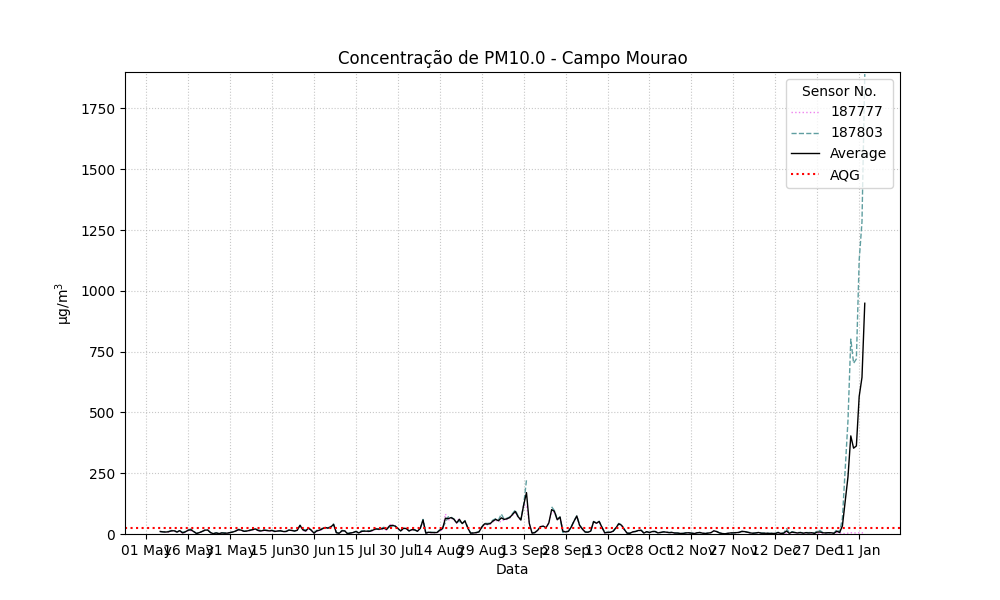 Concentração de PM10.0 - Campo Mourao
Sensor No.
187777
187803
Average
AQG
1750
1500
1250
1000
750
500
250
0
µg/m³
01 May 16 May 31 May 15 Jun 30 Jun 15 Jul 30 Jul 14 Aug 29 Aug 13 Sep 28 Sep 13 Oct 28 Oct 12 Nov 27 Nov 12 Dec 27 Dec 11 Jan
Data